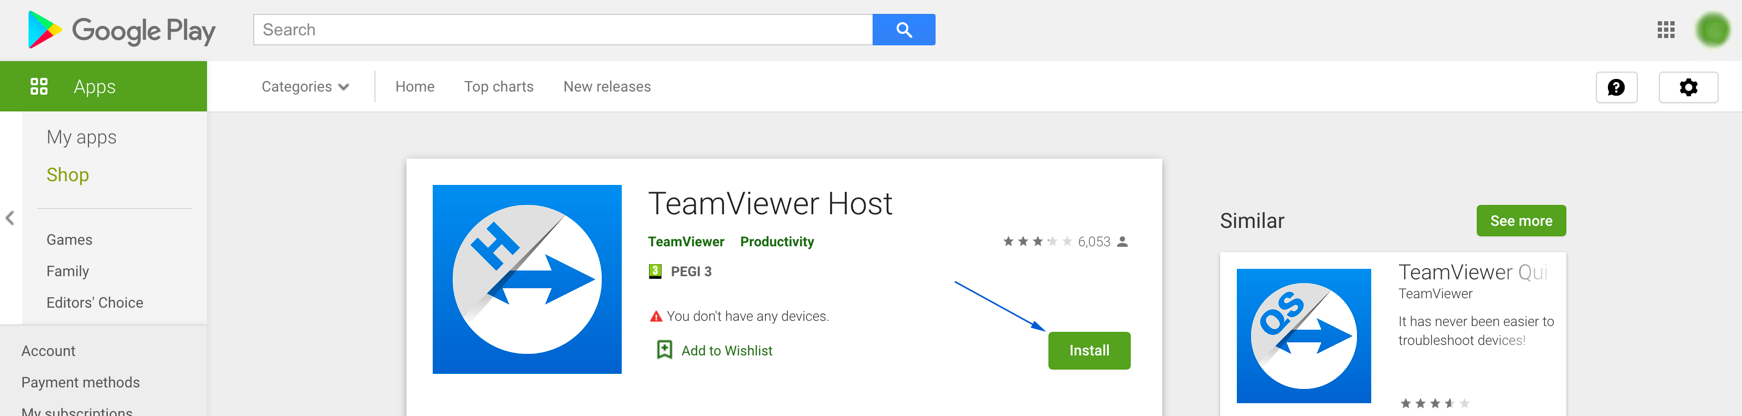 Google Play
Search
Apps
Categories
Home
Top charts
New releases
My apps
Shop
Games
Family
Editors' Choice
Account
Payment methods
My subscriptions
H
TeamViewer Host
TeamViewer Productivity
6,053
3 PEGI 3
You don't have any devices.
Add to Wishlist
Install
Similar
See more
QS
TeamViewer Qui
TeamViewer
It has never been easier to
troubleshoot devices!